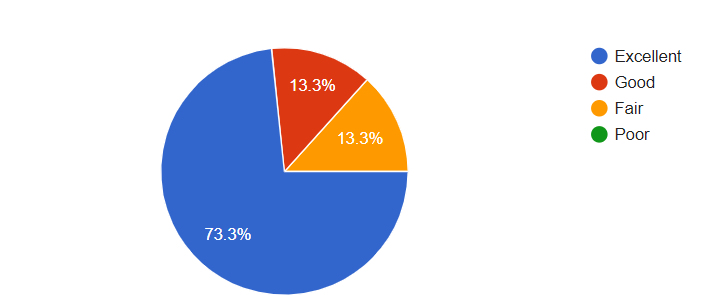 Excellent
Good
Fair
Poor
13.3%
13.3%
73.3%